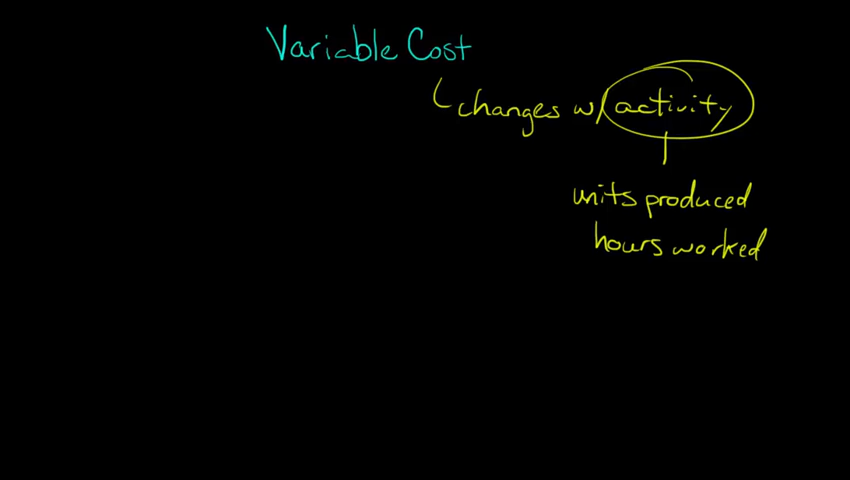 Variable Cost
changes w/ activity
units produced
hours worked